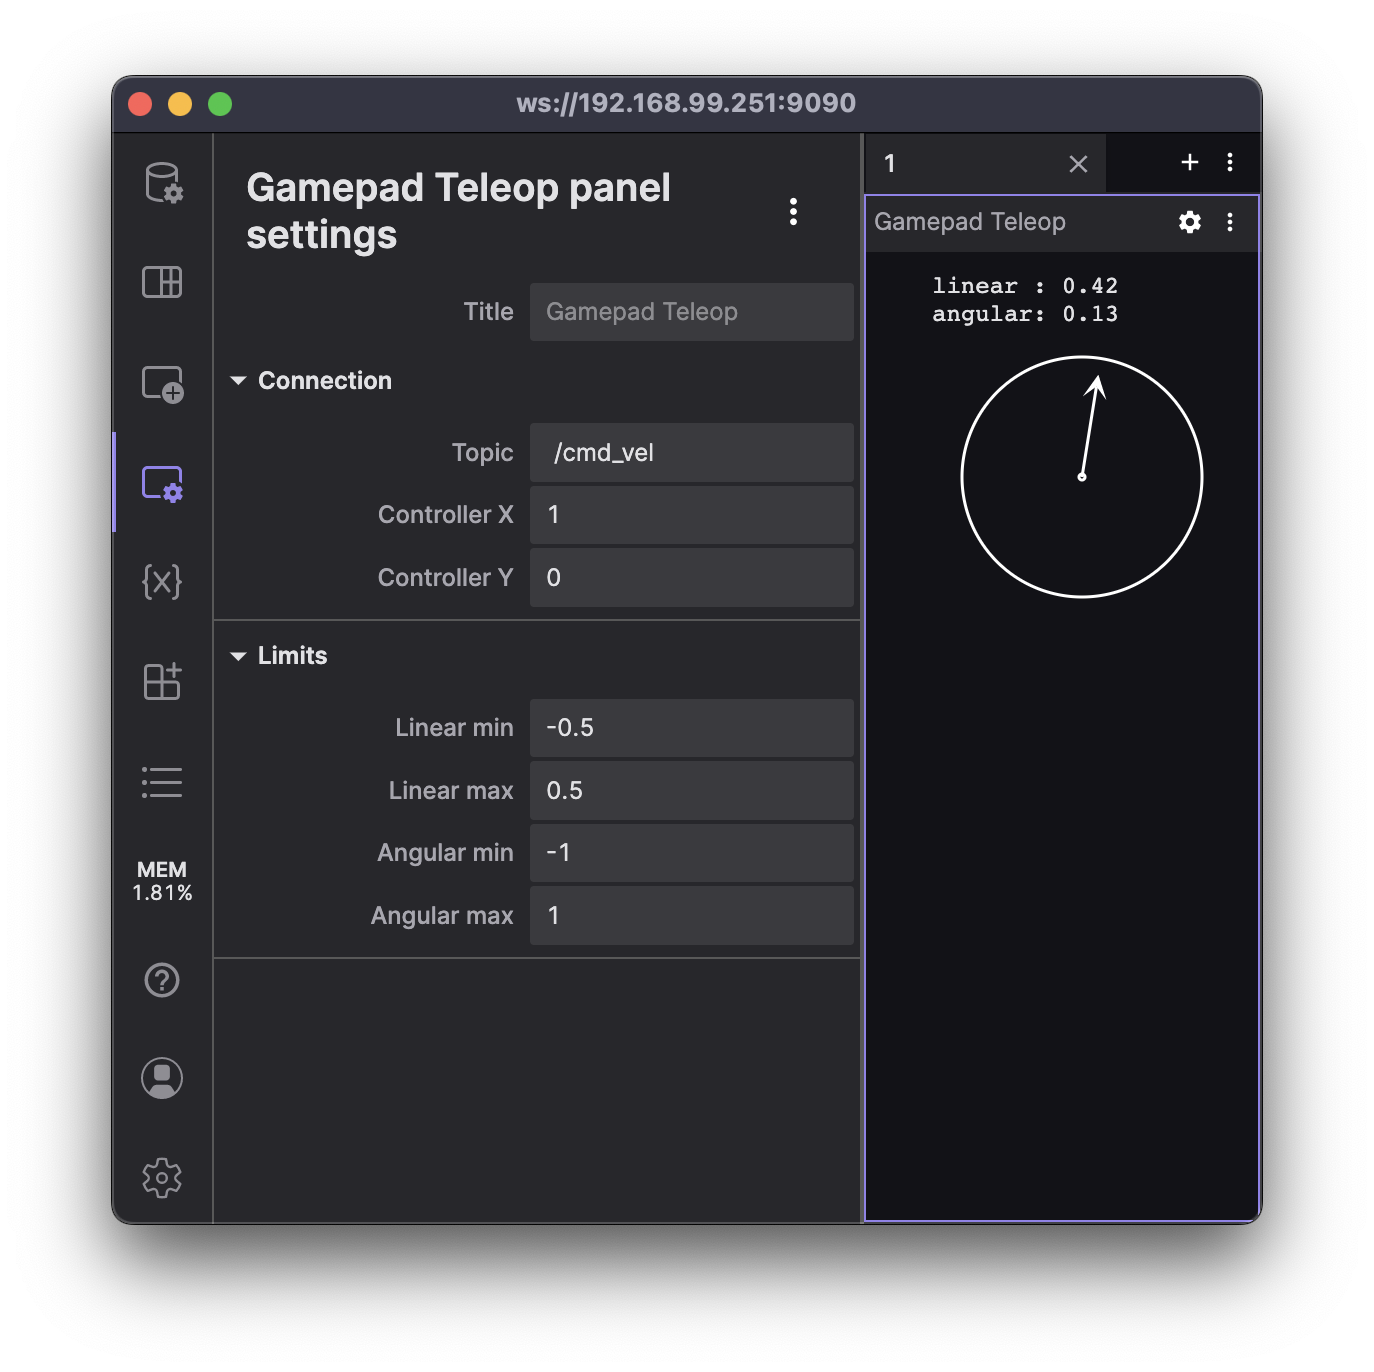 ws://192.168.99.251:9090
Gamepad Teleop panel
settings
Title Gamepad Teleop
Connection
Topic /cmd_vel
Controller X 1
Controller Y 0
Limits
Linear min -0.5
Linear max 0.5
Angular min -1
Angular max 1
MEM
1.81%
1
Gamepad Teleop
linear : 0.42
angular: 0.13